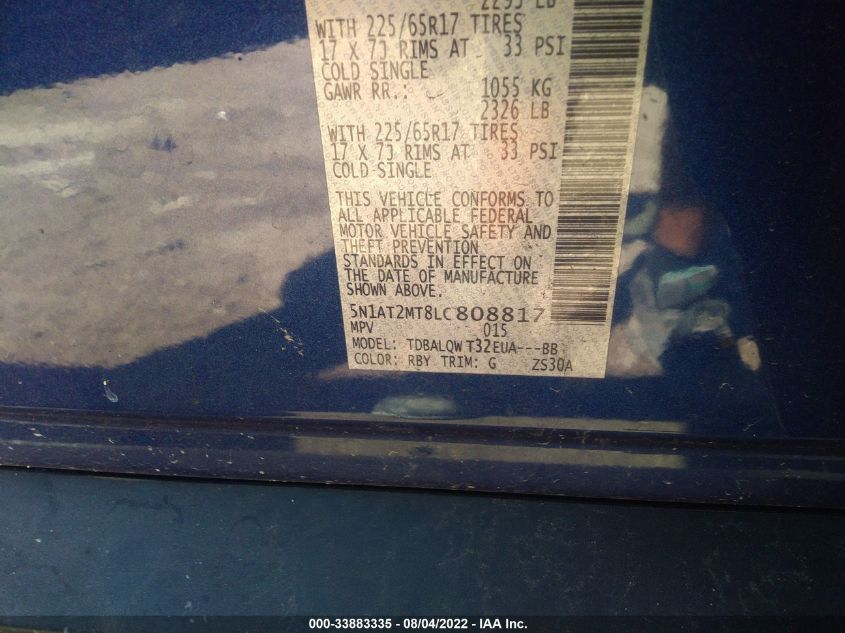 2295 LB
WITH 225/65R17 TIRES
17 X 7J RIMS AT 33 PSI
COLD SINGLE
GAWR RR.: 1055 KG
2326 LB
WITH 225/65R17 TIRES
17 X 7J RIMS AT 33 PSI
COLD SINGLE
THIS VEHICLE CONFORMS TO
ALL APPLICABLE FEDERAL
MOTOR VEHICLE SAFETY AND
THEFT PREVENTION
STANDARDS IN EFFECT ON
THE DATE OF MANUFACTURE
SHOWN ABOVE.
5N1AT2MT8LC808817
MPV 015
MODEL: TDBALQWT32EUA---BB
COLOR: RBY TRIM: G ZS30A
000-33883335 - 08/04/2022 - IAA Inc.